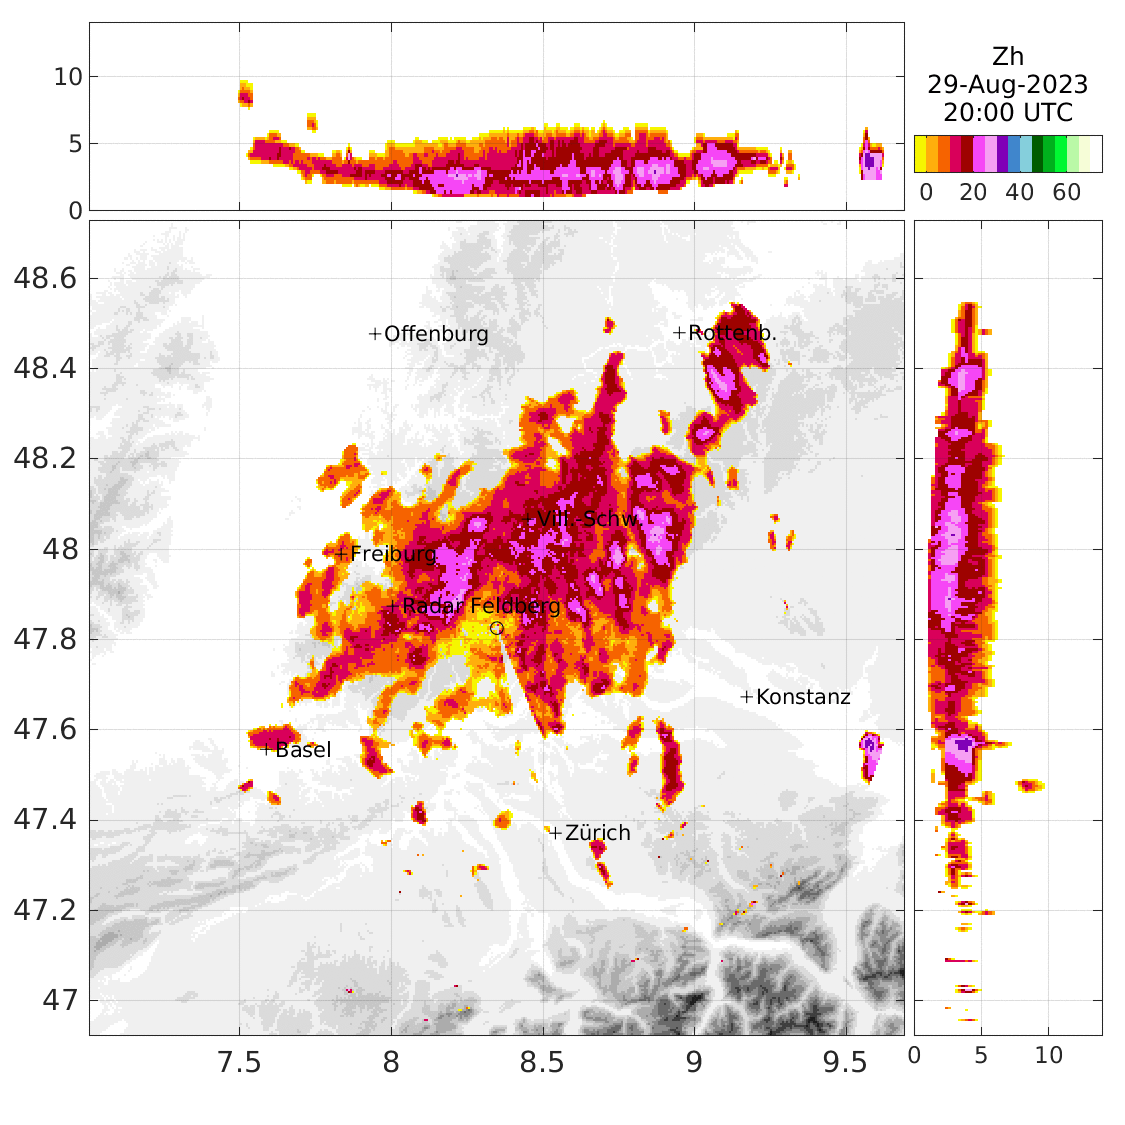 10
5
0
Zh
29-Aug-2023
20:00 UTC
0 20 40 60
48.6
48.4
48.2
48
47.8
47.6
47.4
47.2
47
+Offenburg
+Rottenb.
+Vill.-Schw.
+Freiburg
+Radar Feldberg
+Konstanz
+Basel
+Zürich
7.5 8 8.5 9 9.5
0 5 10